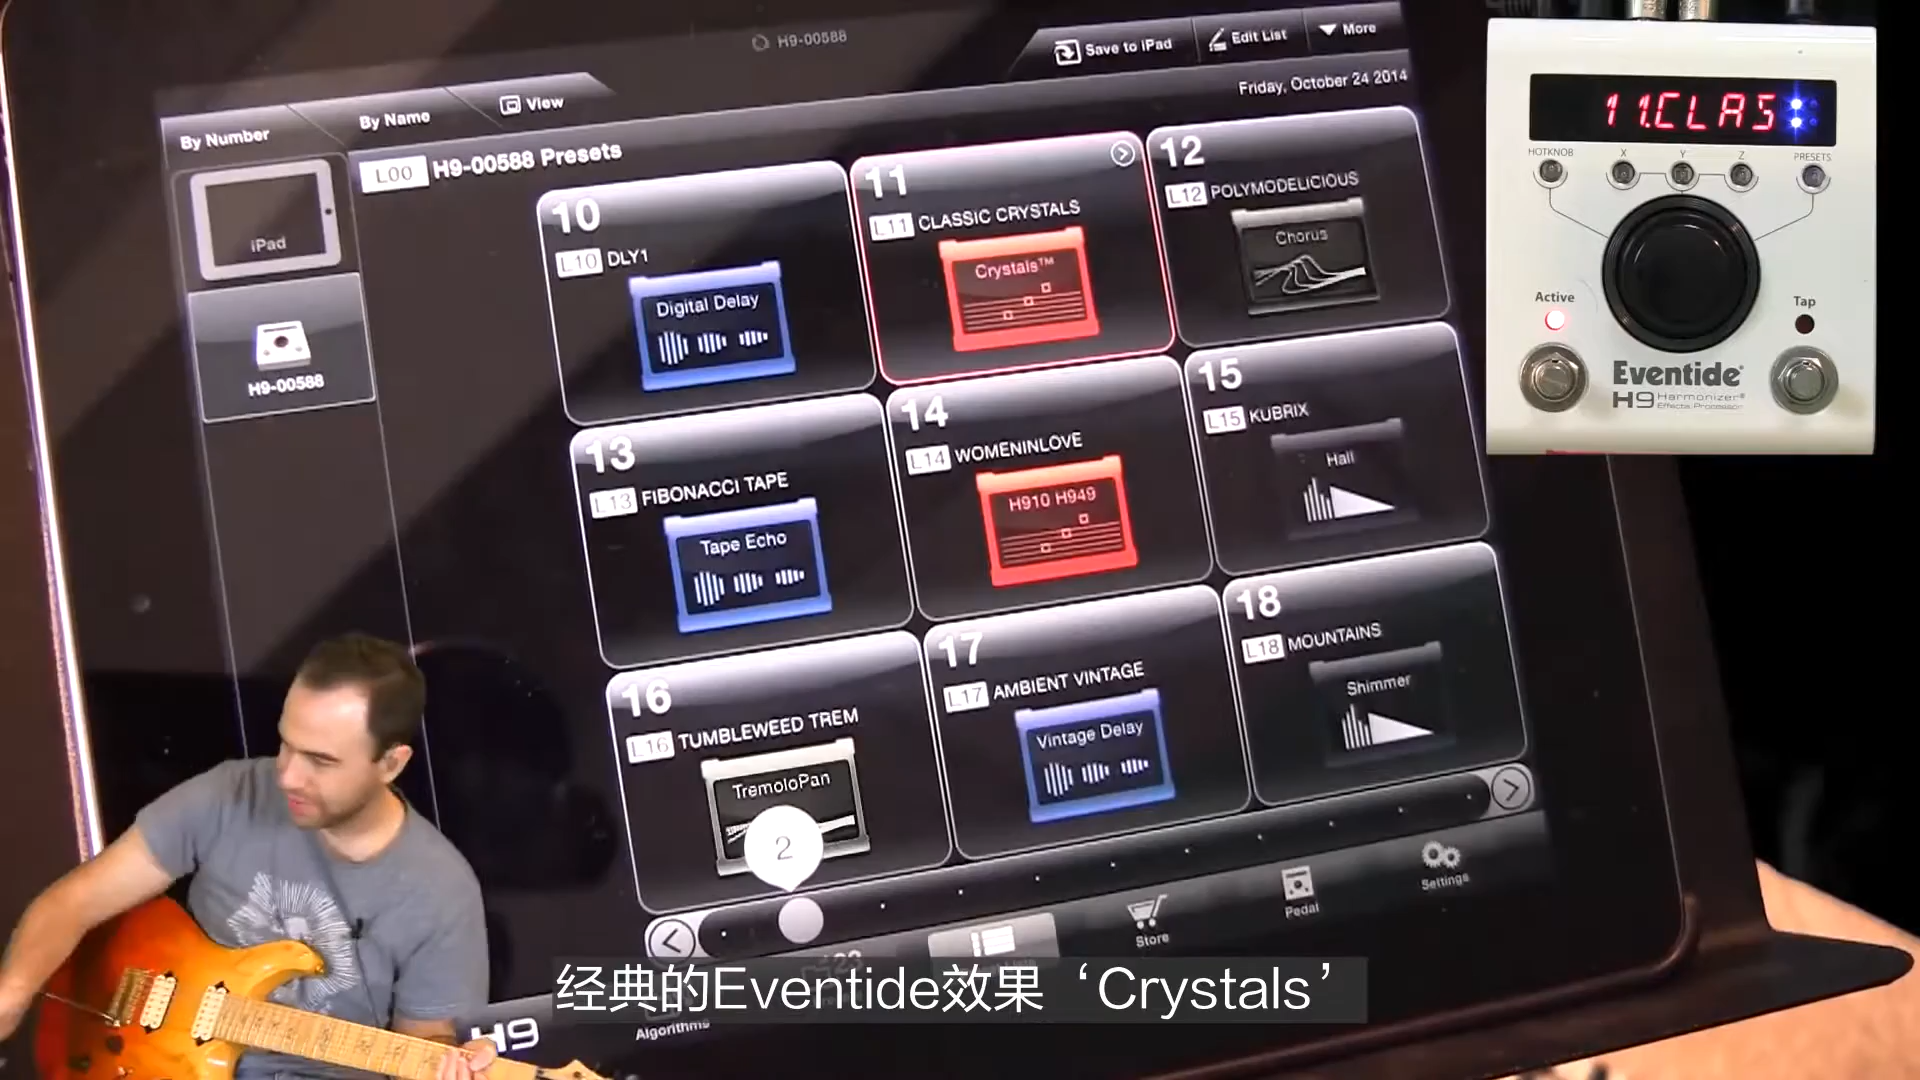 H9-00588
Save to iPad
Edit List
More
Friday, October 24 2014
By Number
By Name
View
L00 H9-00588 Presets
iPad
H9-00588
10
L10 DLY1
Digital Delay
11
L11 CLASSIC CRYSTALS
Crystals™
12
L12 POLYMODELICIOUS
Chorus
13
L13 FIBONACCI TAPE
Tape Echo
14
L14 WOMENINLOVE
H910 H949
15
L15 KUBRIX
Hall
16
L16 TUMBLEWEED TREM
TremoloPan
17
L17 AMBIENT VINTAGE
Vintage Delay
18
L18 MOUNTAINS
Shimmer
2
Store
Pedal
Settings
H9
Algorithms
11.CLAS
HOTKNOB
X
Y
Z
PRESETS
Active
Tap
Eventide®
H9 Harmonizer®
Effects Processor
经典的Eventide效果‘Crystals’